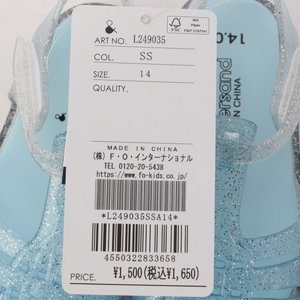 FSC
MIX
Paper
ART NO. L249035
COL. SS
SIZE. 14
QUALITY.
MADE IN CHINA
(株) F・O・インターナショナル
TEL 0120-20-5438
https://www.fo-kids.co.jp/
*L249035SSA14*
4550322833658
PRICE. ¥1,500(税込¥1,650)
14.0
IN CHINA